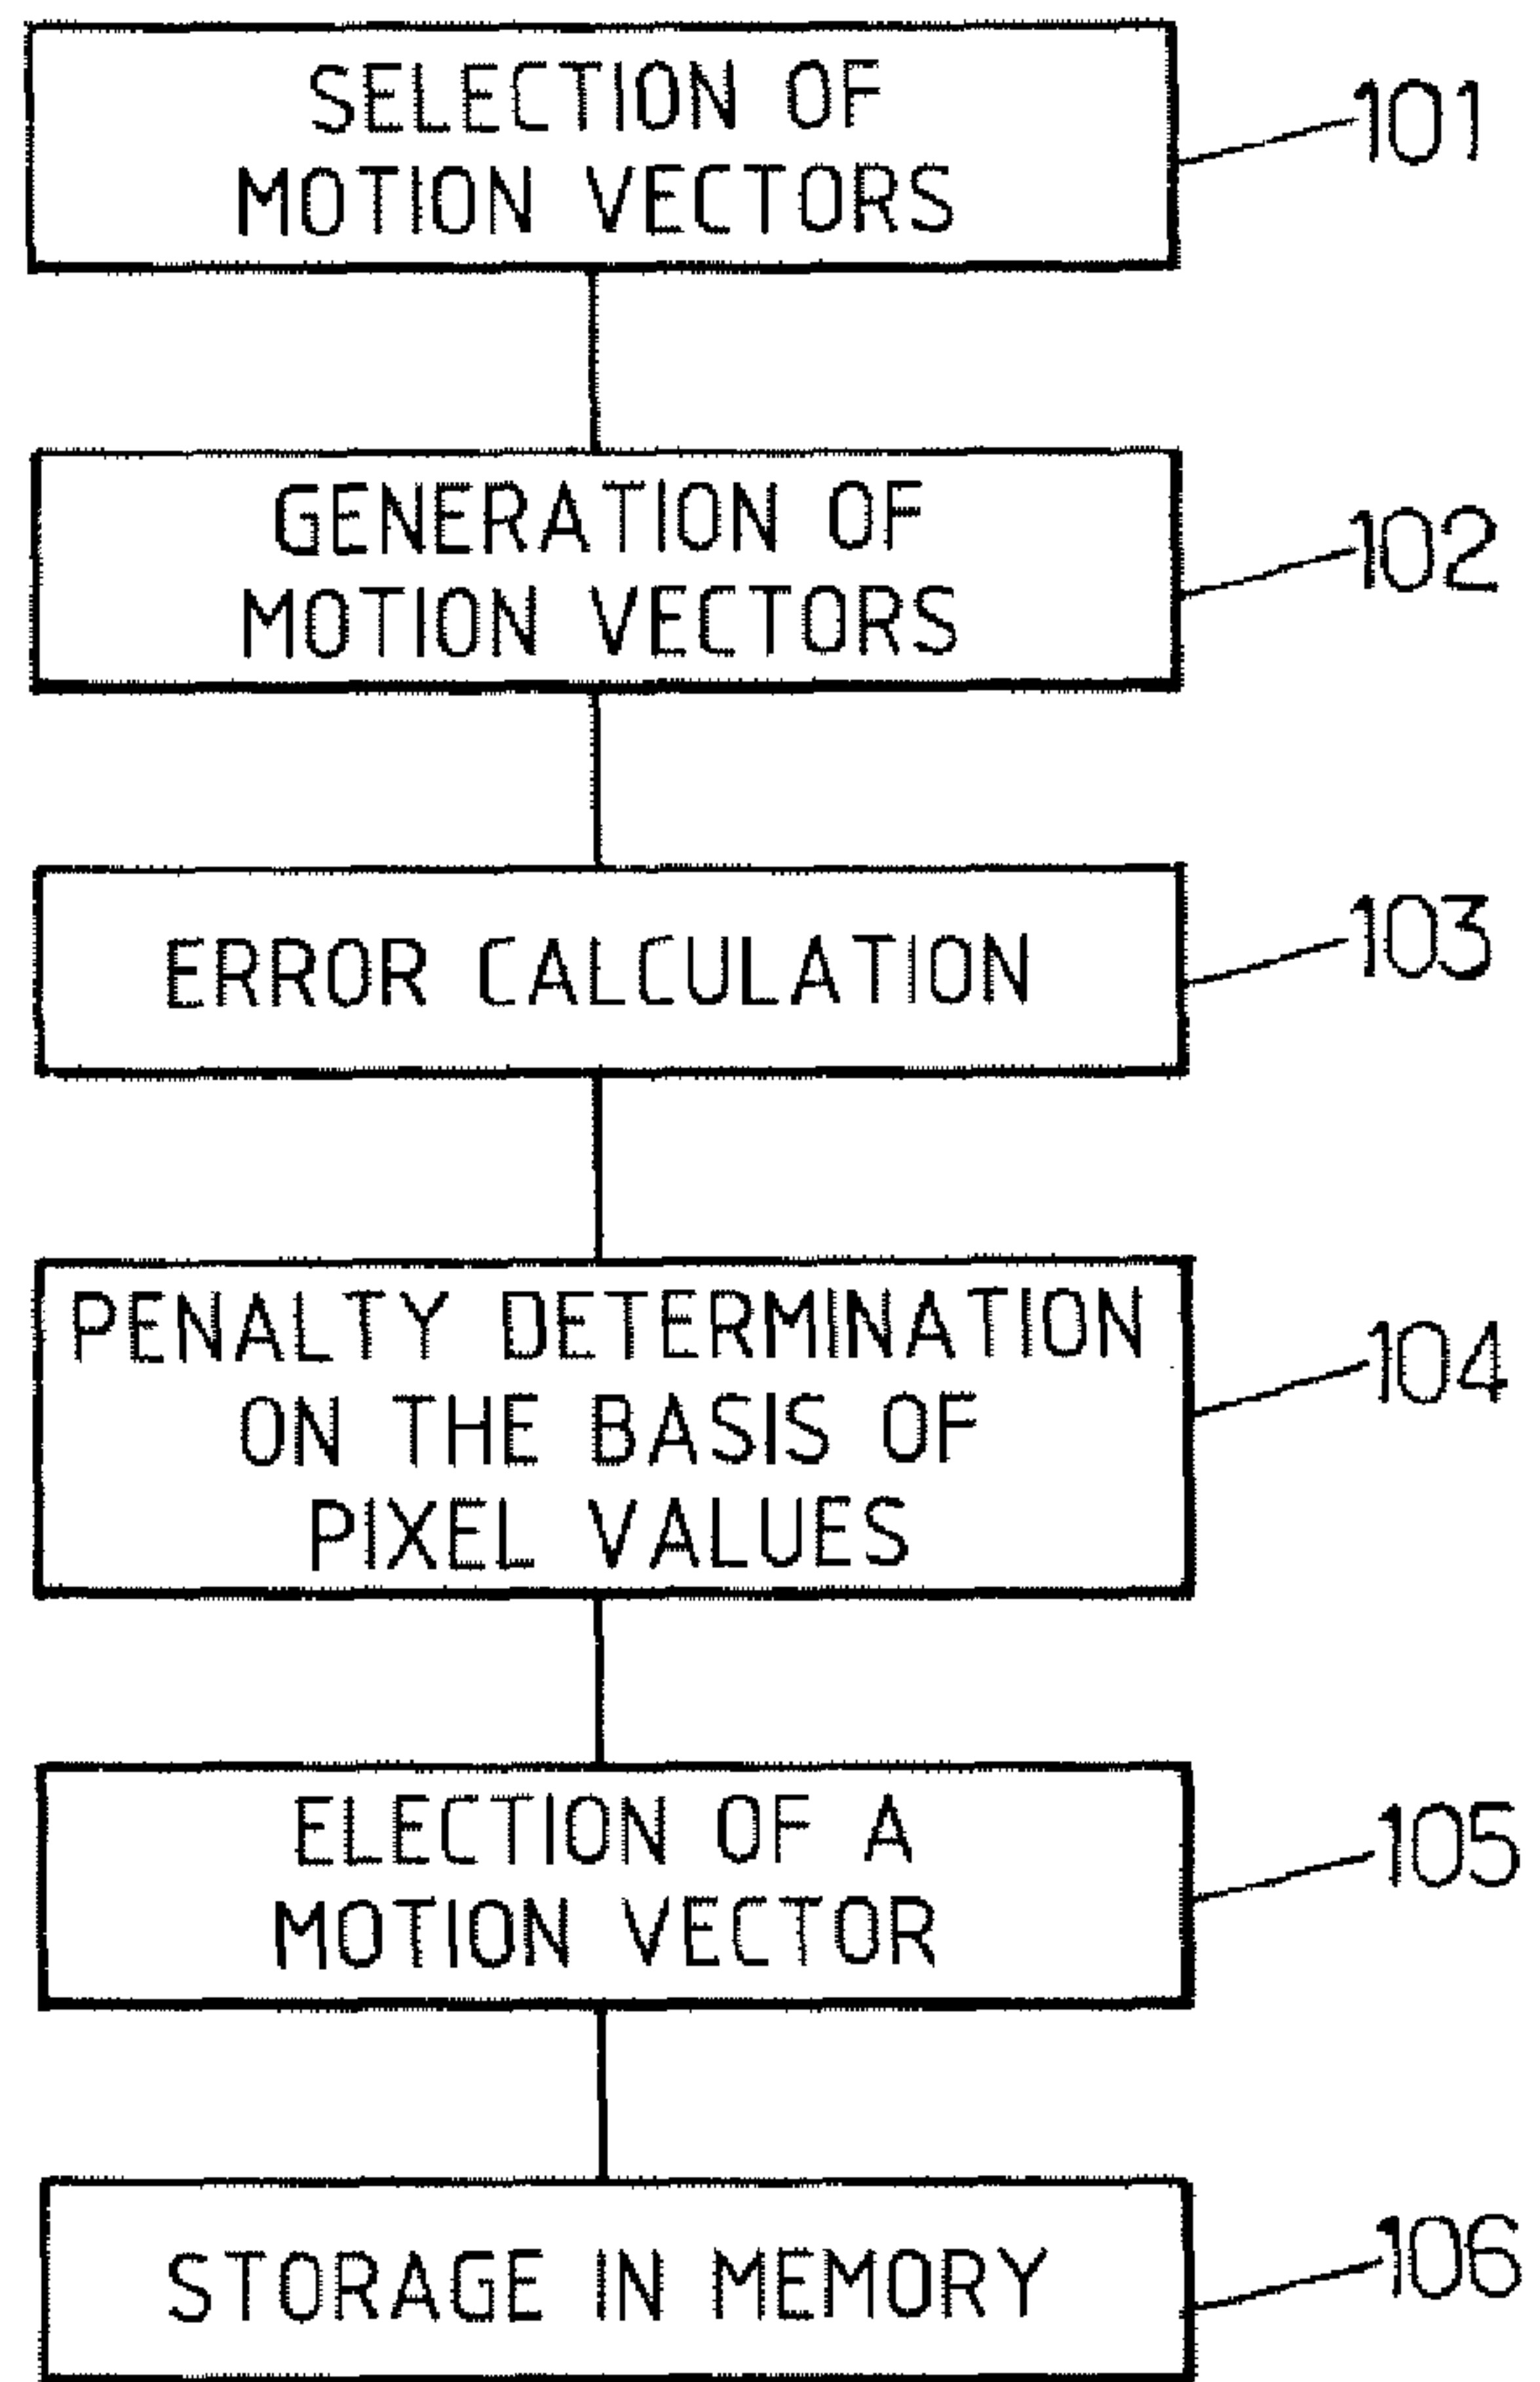 SELECTION OF
MOTION VECTORS
101
GENERATION OF
MOTION VECTORS
102
ERROR CALCULATION
103
PENALTY DETERMINATION
ON THE BASIS OF
PIXEL VALUES
104
ELECTION OF A
MOTION VECTOR
105
STORAGE IN MEMORY
106